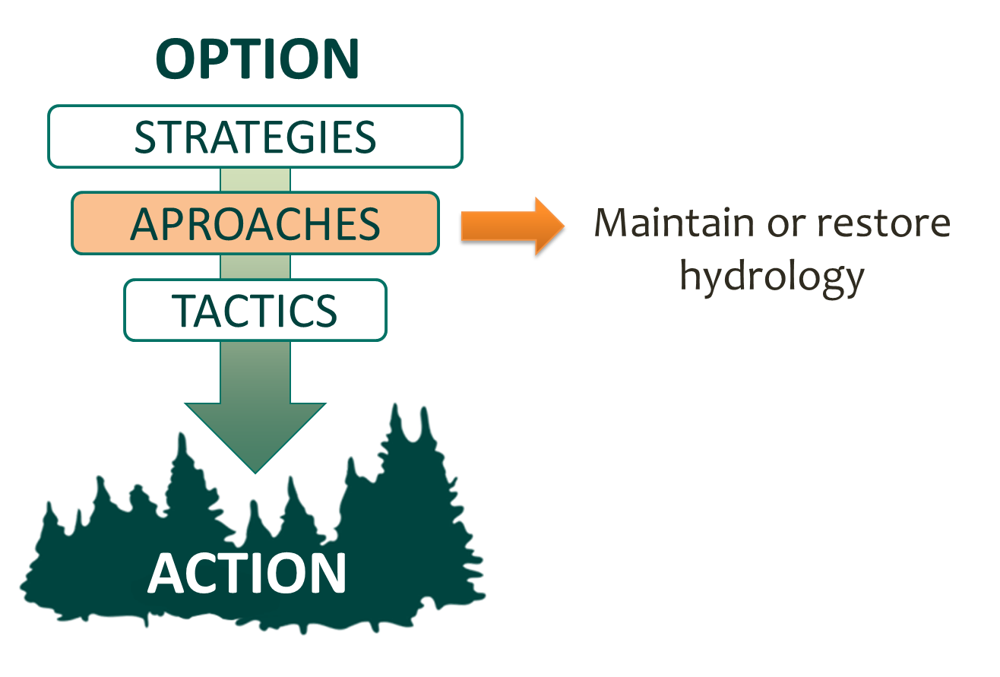 OPTION
STRATEGIES
APROACHES
Maintain or restore
hydrology
TACTICS
ACTION